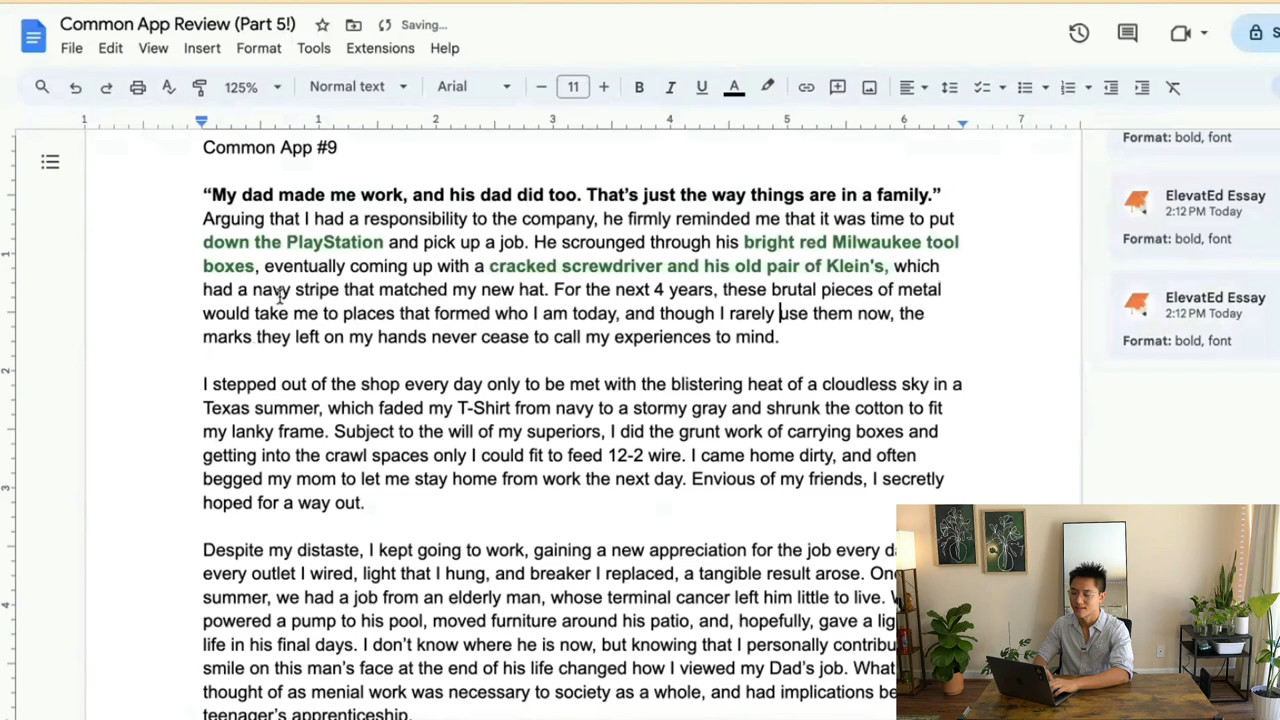 Common App Review (Part 5!) Saving...
File Edit View Insert Format Tools Extensions Help
125% Normal text Arial 11 B I U A
1 1 2 3 4 5 6 7
Common App #9
“My dad made me work, and his dad did too. That’s just the way things are in a family.”
Arguing that I had a responsibility to the company, he firmly reminded me that it was time to put
down the PlayStation and pick up a job. He scrounged through his bright red Milwaukee tool
boxes, eventually coming up with a cracked screwdriver and his old pair of Klein's, which
had a navy stripe that matched my new hat. For the next 4 years, these brutal pieces of metal
would take me to places that formed who I am today, and though I rarely use them now, the
marks they left on my hands never cease to call my experiences to mind.
I stepped out of the shop every day only to be met with the blistering heat of a cloudless sky in a
Texas summer, which faded my T-Shirt from navy to a stormy gray and shrunk the cotton to fit
my lanky frame. Subject to the will of my superiors, I did the grunt work of carrying boxes and
getting into the crawl spaces only I could fit to feed 12-2 wire. I came home dirty, and often
begged my mom to let me stay home from work the next day. Envious of my friends, I secretly
hoped for a way out.
Despite my distaste, I kept going to work, gaining a new appreciation for the job every
every outlet I wired, light that I hung, and breaker I replaced, a tangible result arose.
summer, we had a job from an elderly man, whose terminal cancer left him little to live.
powered a pump to his pool, moved furniture around his patio, and, hopefully, gave a
life in his final days. I don’t know where he is now, but knowing that I personally
smile on this man’s face at the end of his life changed how I viewed my Dad’s job. What
thought of as menial work was necessary to society as a whole, and had implications
teenager’s apprenticeship.
Format: bold, font
ElevatEd Essay
2:12 PM Today
Format: bold, font
ElevatEd Essay
2:12 PM Today
Format: bold, font
1
2
3
4